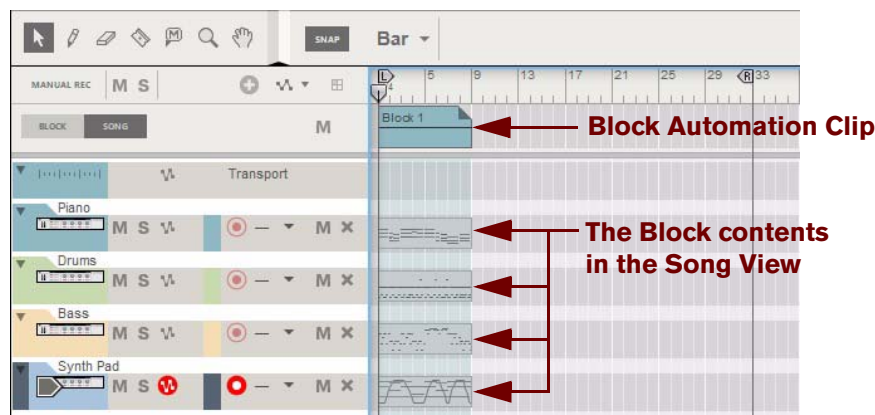 M
SNAP
Bar
MANUAL REC
M S
L
5
9
13
17
21
25
29
R
33
BLOCK
SONG
M
Block 1
Block Automation Clip
Transport
Piano
M S
M
The Block contents
in the Song View
Drums
M S
M
Bass
M S
M
Synth Pad
M S
M